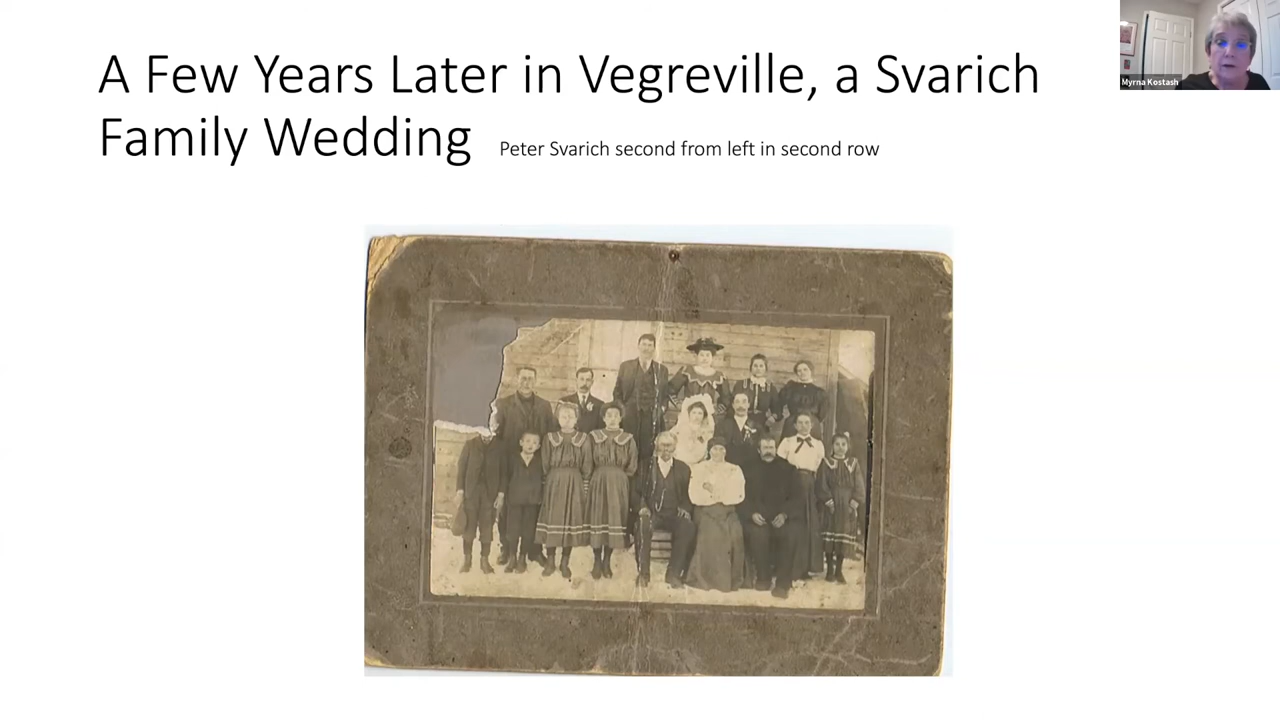 A Few Years Later in Vegreville, a Svarich
Family Wedding Peter Svarich second from left in second row
Myrna Kostash